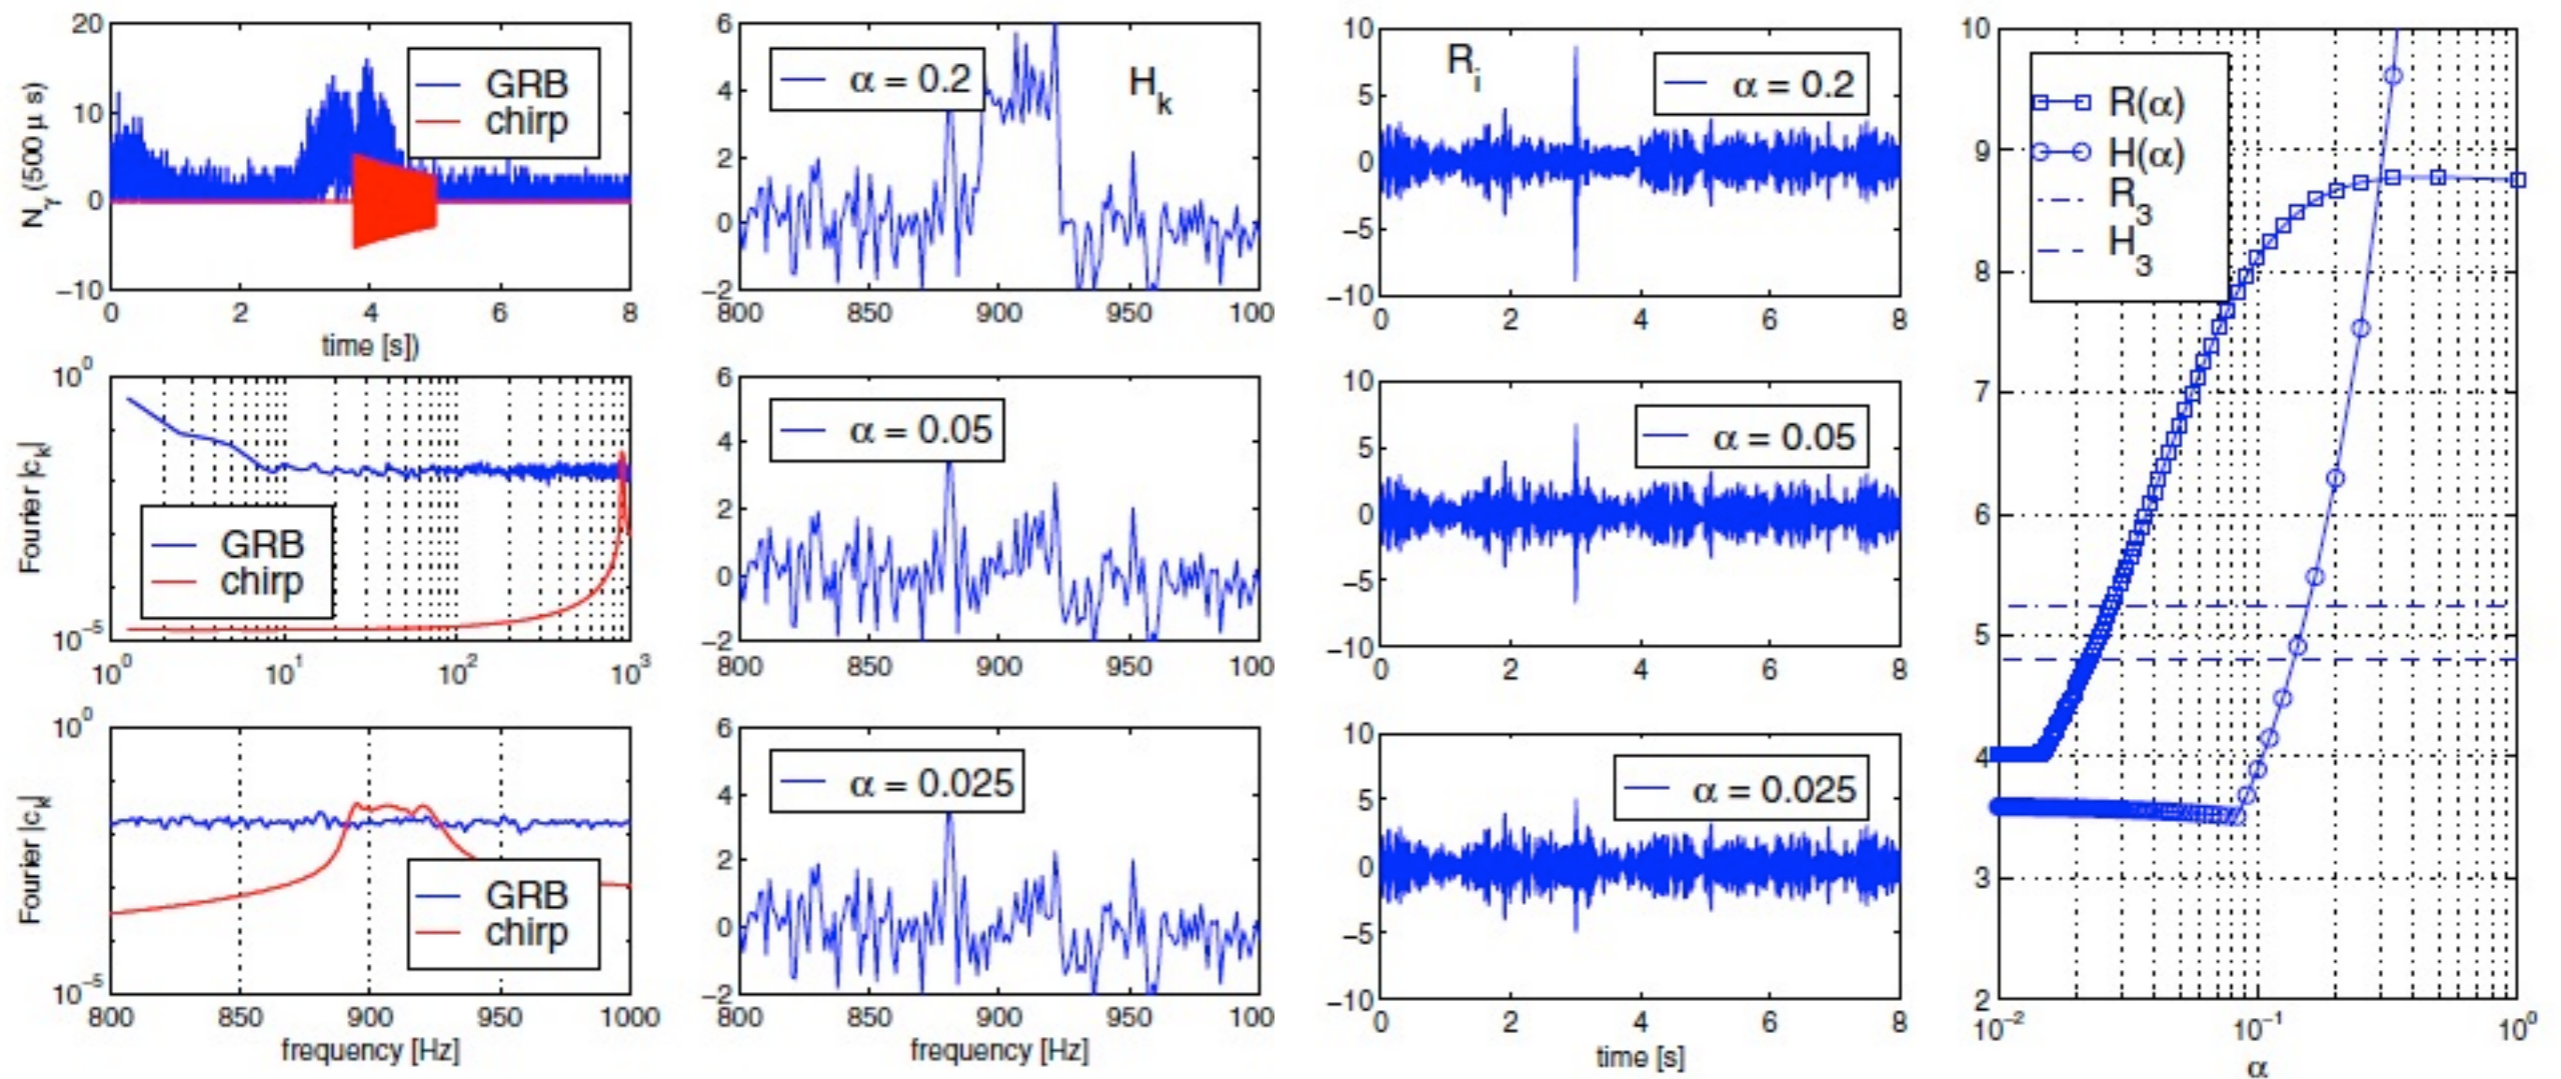 20
10
0
−10
N_γ (500 μ s)
GRB
chirp
0 2 4 6 8
time [s])
10^0
10^−5
Fourier |c_k|
GRB
chirp
10^0 10^1 10^2 10^3
10^0
10^−5
Fourier |c_k|
GRB
chirp
800 850 900 950 1000
frequency [Hz]
6
4
2
0
−2
α = 0.2
H_k
800 850 900 950 100
6
4
2
0
−2
α = 0.05
800 850 900 950 100
6
4
2
0
−2
α = 0.025
800 850 900 950 100
frequency [Hz]
10
5
0
−5
−10
R_i
α = 0.2
0 2 4 6 8
10
5
0
−5
−10
α = 0.05
0 2 4 6 8
10
5
0
−5
−10
α = 0.025
0 2 4 6 8
time [s]
10
9
8
7
6
5
4
3
2
R(α)
H(α)
R_3
H_3
10^−2 10^−1 10^0
α